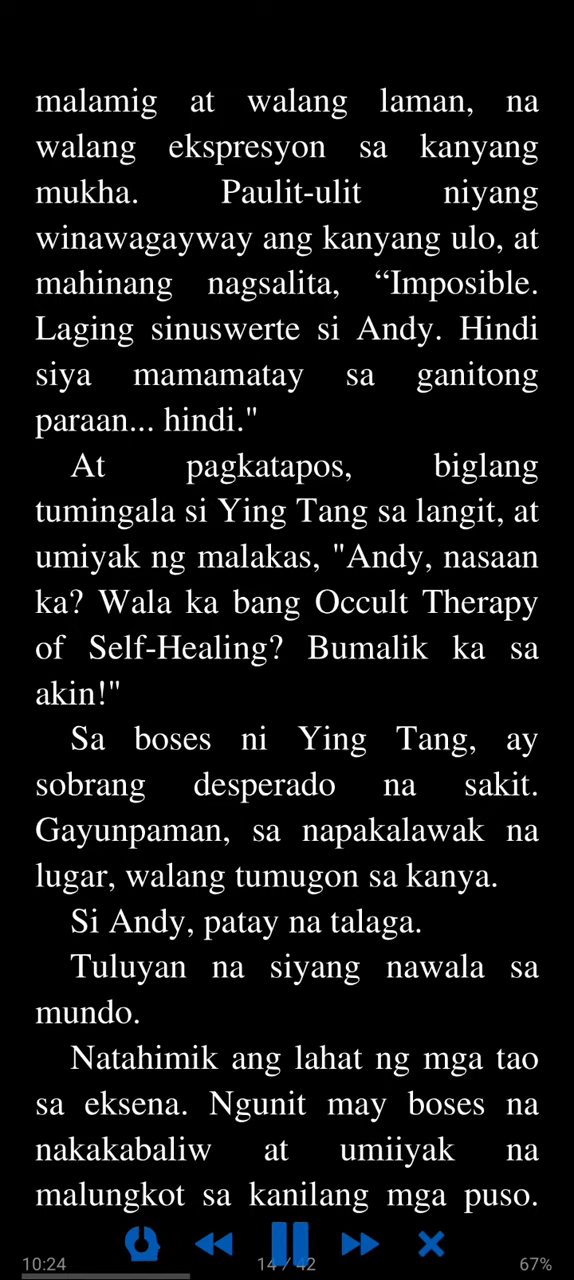 malamig at walang laman, na
walang ekspresyon sa kanyang
mukha. Paulit-ulit niyang
winawagayway ang kanyang ulo, at
mahinang nagsalita, “Imposible.
Laging sinuswerte si Andy. Hindi
siya mamamatay sa ganitong
paraan... hindi."
At pagkatapos, biglang
tumingala si Ying Tang sa langit, at
umiyak ng malakas, "Andy, nasaan
ka? Wala ka bang Occult Therapy
of Self-Healing? Bumalik ka sa
akin!"
Sa boses ni Ying Tang, ay
sobrang desperado na sakit.
Gayunpaman, sa napakalawak na
lugar, walang tumugon sa kanya.
Si Andy, patay na talaga.
Tuluyan na siyang nawala sa
mundo.
Natahimik ang lahat ng mga tao
sa eksena. Ngunit may boses na
nakakabaliw at umiiyak na
malungkot sa kanilang mga puso.
10:24 14 / 42 67%